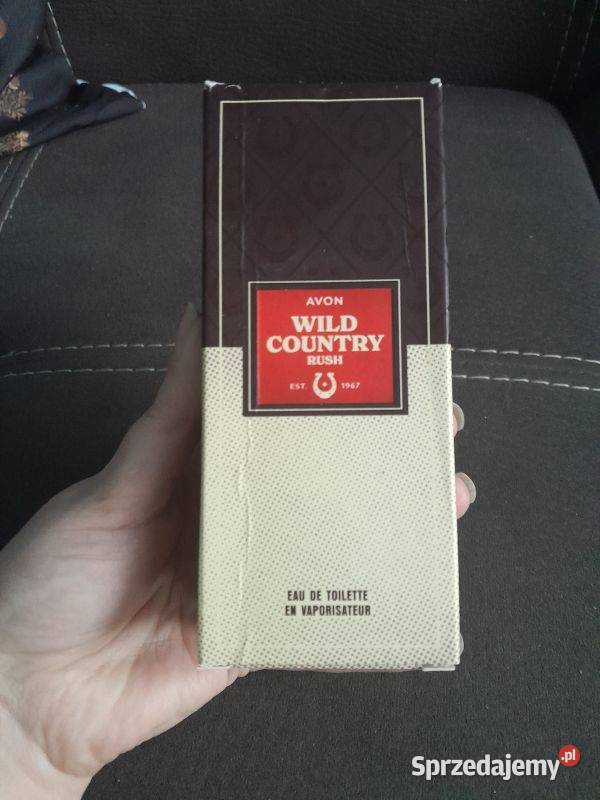 AVON
WILD
COUNTRY
RUSH
EST. 1967
EAU DE TOILETTE
EN VAPORISATEUR
Sprzedajemy.pl